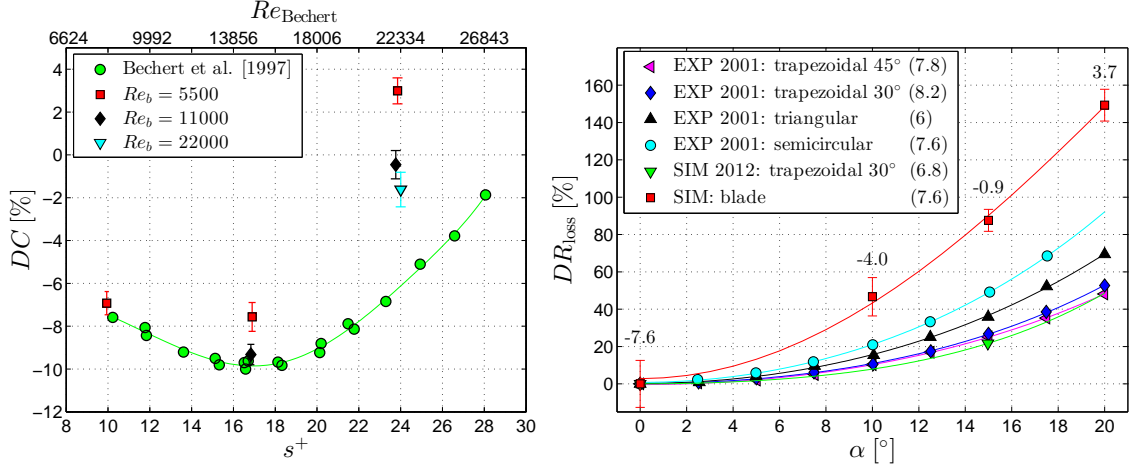 Re_Bechert
6624 9992 13856 18006 22334 26843
4
2
0
−2
−4
−6
−8
−10
−12
DC [%]
Bechert et al. [1997]
Re_b = 5500
Re_b = 11000
Re_b = 22000
8 10 12 14 16 18 20 22 24 26 28 30
s⁺
160
140
120
100
80
60
40
20
0
DR_loss [%]
EXP 2001: trapezoidal 45° (7.8)
EXP 2001: trapezoidal 30° (8.2)
EXP 2001: triangular (6)
EXP 2001: semicircular (7.6)
SIM 2012: trapezoidal 30° (6.8)
SIM: blade (7.6)
3.7
-0.9
-4.0
-7.6
0 2 4 6 8 10 12 14 16 18 20
α [°]